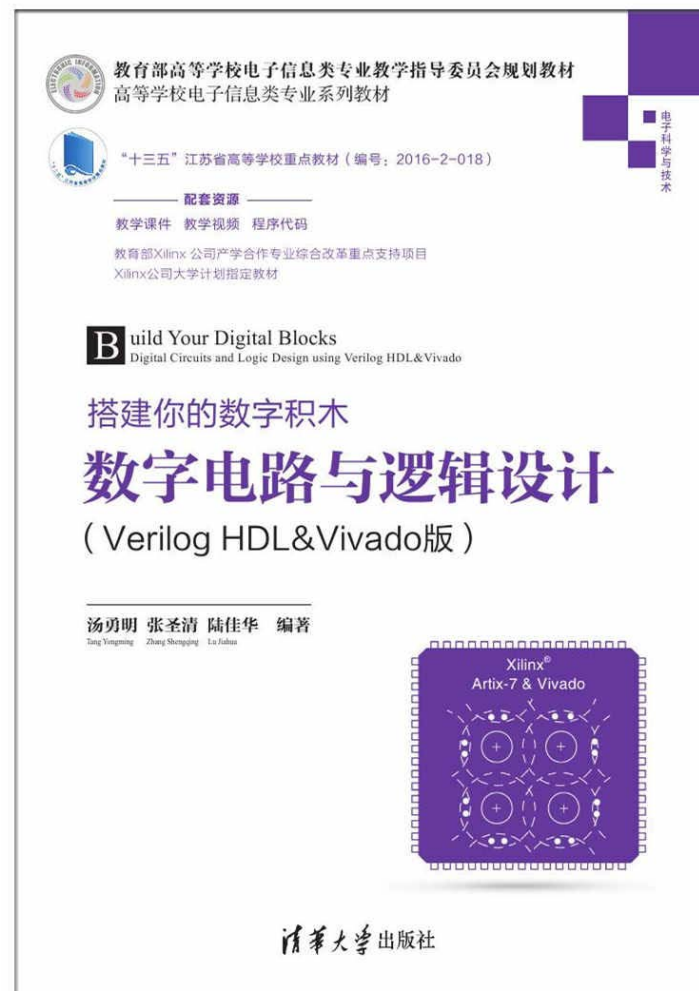 教育部高等学校电子信息类专业教学指导委员会规划教材
高等学校电子信息类专业系列教材
电子科学与技术
“十三五”江苏省高等学校重点教材（编号：2016-2-018）
配套资源
教学课件 教学视频 程序代码
教育部Xilinx 公司产学合作专业综合改革重点支持项目
Xilinx公司大学计划指定教材
Build Your Digital Blocks
Digital Circuits and Logic Design using Verilog HDL&Vivado
搭建你的数字积木
数字电路与逻辑设计
（Verilog HDL&Vivado版）
汤勇明 张圣清 陆佳华 编著
Tang Yongming Zhang Shengqing Lu Jiahua
Xilinx®
Artix-7 & Vivado
清华大学出版社